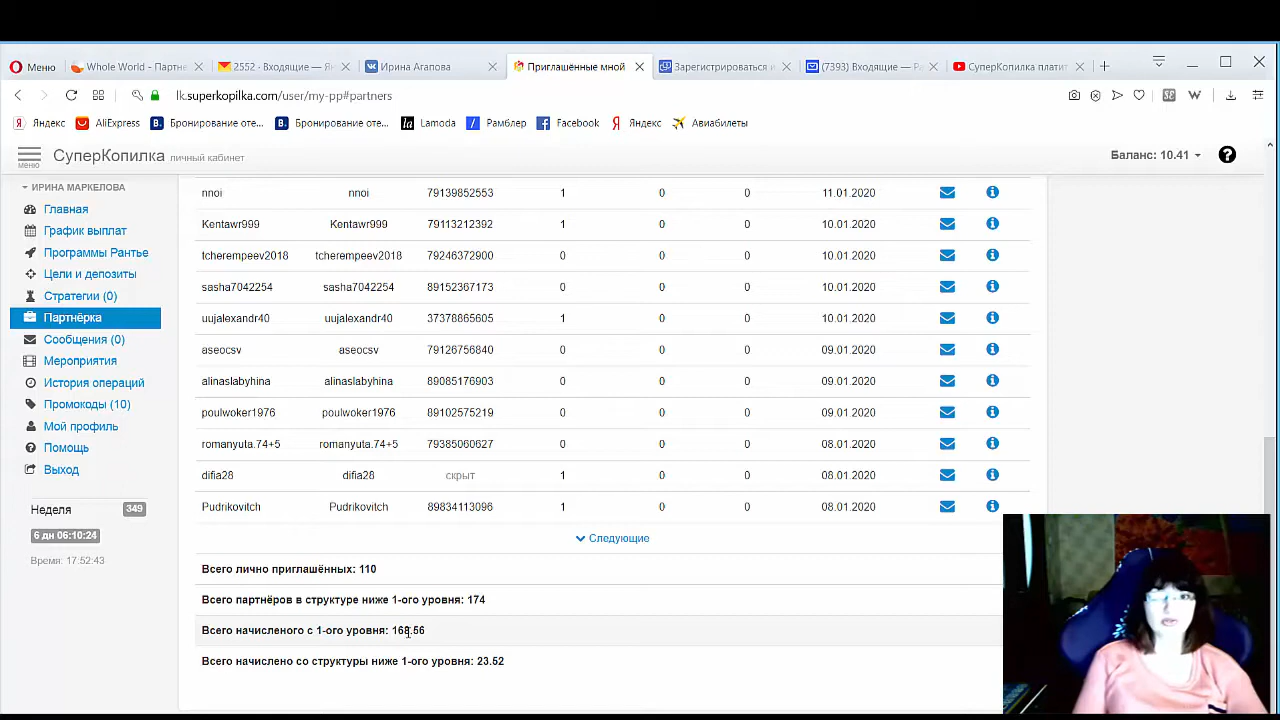 Меню
Whole World - Партне
2552 · Входящие — Ян
Ирина Агапова
Приглашённые мной
Зарегистрироваться и
(7393) Входящие — Ра
СуперКопилка платит
lk.superkopilka.com/user/my-pp#partners
Яндекс AliExpress Бронирование оте... Бронирование оте... Lamoda Рамблер Facebook Яндекс Авиабилеты
меню
СуперКопилка личный кабинет
Баланс: 10.41
ИРИНА МАРКЕЛОВА
Главная
График выплат
Программы Рантье
Цели и депозиты
Стратегии (0)
Партнёрка
Сообщения (0)
Мероприятия
История операций
Промокоды (10)
Мой профиль
Помощь
Выход
Неделя 349
6 дн 06:10:24
Время: 17:52:43
nnoi nnoi 79139852553 1 0 0 11.01.2020
Kentawr999 Kentawr999 79113212392 1 0 0 10.01.2020
tcherempeev2018 tcherempeev2018 79246372900 0 0 0 10.01.2020
sasha7042254 sasha7042254 89152367173 0 0 0 10.01.2020
uujalexandr40 uujalexandr40 37378865605 1 0 0 10.01.2020
aseocsv aseocsv 79126756840 0 0 0 09.01.2020
alinaslabyhina alinaslabyhina 89085176903 0 0 0 09.01.2020
poulwoker1976 poulwoker1976 89102575219 0 0 0 09.01.2020
romanyuta.74+5 romanyuta.74+5 79385060627 0 0 0 08.01.2020
difia28 difia28 скрыт 1 0 0 08.01.2020
Pudrikovitch Pudrikovitch 89834113096 1 0 0 08.01.2020
Следующие
Всего лично приглашённых: 110
Всего партнёров в структуре ниже 1-ого уровня: 174
Всего начисленого с 1-ого уровня: 168.56
Всего начислено со структуры ниже 1-ого уровня: 23.52